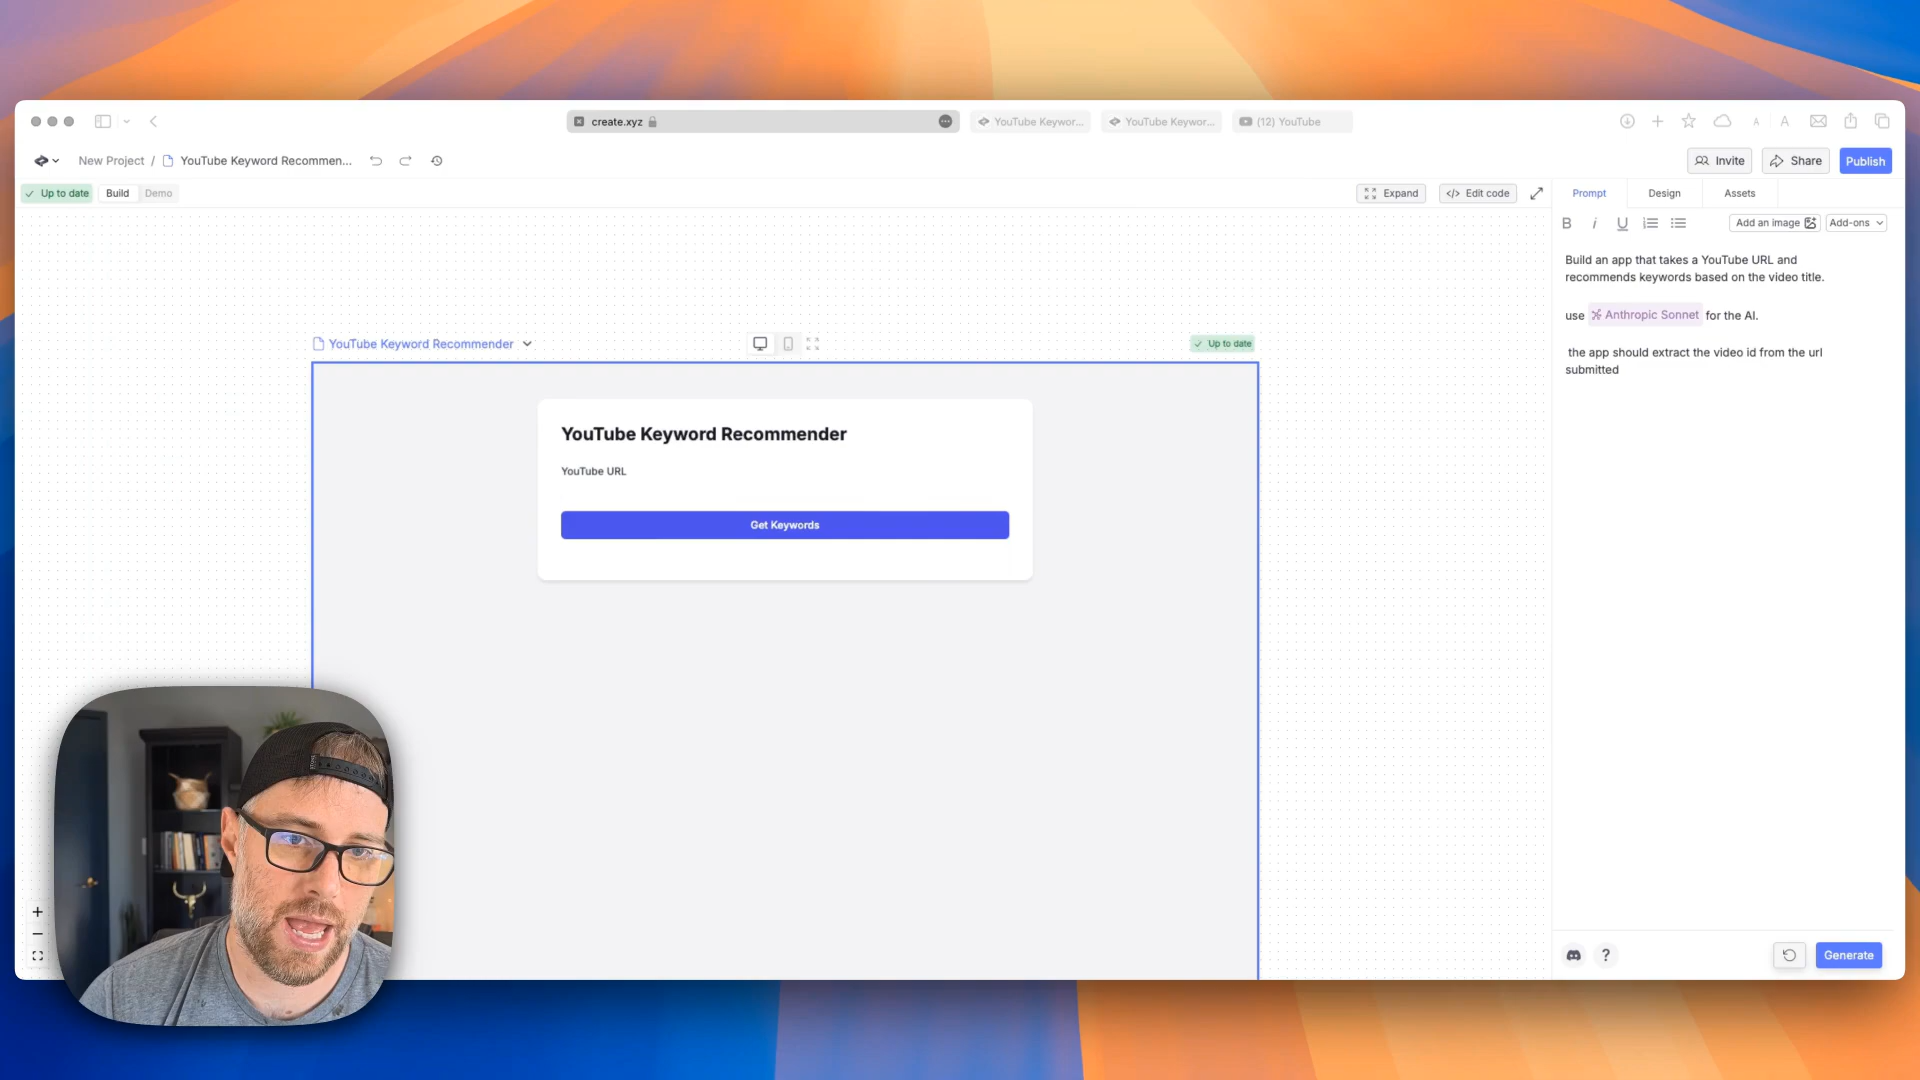 create.xyz
YouTube Keywor...
YouTube Keywor...
(12) YouTube
A
A
New Project / YouTube Keyword Recommen...
Invite
Share
Publish
Up to date
Build
Demo
Expand
</> Edit code
Prompt
Design
Assets
B i U
Add an image
Add-ons
Build an app that takes a YouTube URL and
recommends keywords based on the video title.
use Anthropic Sonnet for the AI.
the app should extract the video id from the url
submitted
YouTube Keyword Recommender
Up to date
YouTube Keyword Recommender
YouTube URL
Get Keywords
?
Generate